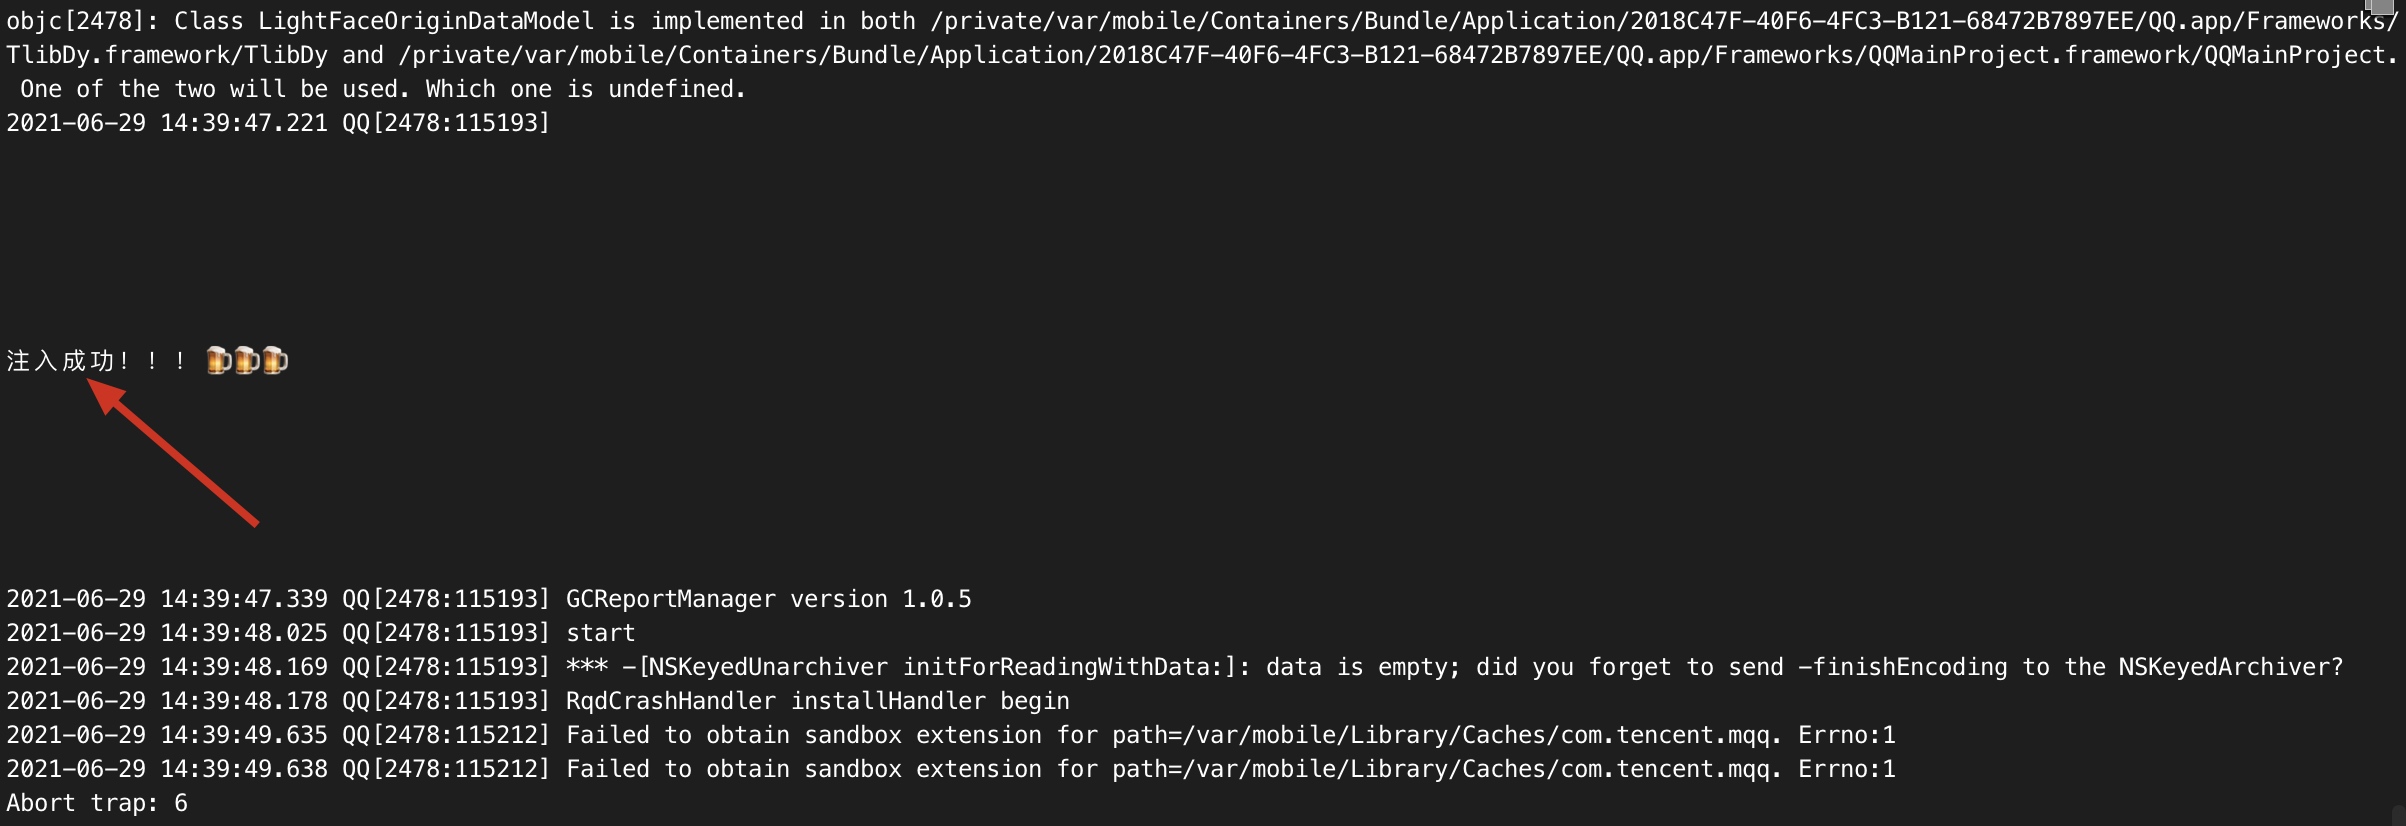 objc[2478]: Class LightFaceOriginDataModel is implemented in both /private/var/mobile/Containers/Bundle/Application/2018C47F-40F6-4FC3-B121-68472B7897EE/QQ.app/Frameworks/
TlibDy.framework/TlibDy and /private/var/mobile/Containers/Bundle/Application/2018C47F-40F6-4FC3-B121-68472B7897EE/QQ.app/Frameworks/QQMainProject.framework/QQMainProject.
One of the two will be used. Which one is undefined.
2021-06-29 14:39:47.221 QQ[2478:115193]
注入成功！！！ 🍺🍺🍺
2021-06-29 14:39:47.339 QQ[2478:115193] GCReportManager version 1.0.5
2021-06-29 14:39:48.025 QQ[2478:115193] start
2021-06-29 14:39:48.169 QQ[2478:115193] *** -[NSKeyedUnarchiver initForReadingWithData:]: data is empty; did you forget to send -finishEncoding to the NSKeyedArchiver?
2021-06-29 14:39:48.178 QQ[2478:115193] RqdCrashHandler installHandler begin
2021-06-29 14:39:49.635 QQ[2478:115212] Failed to obtain sandbox extension for path=/var/mobile/Library/Caches/com.tencent.mqq. Errno:1
2021-06-29 14:39:49.638 QQ[2478:115212] Failed to obtain sandbox extension for path=/var/mobile/Library/Caches/com.tencent.mqq. Errno:1
Abort trap: 6